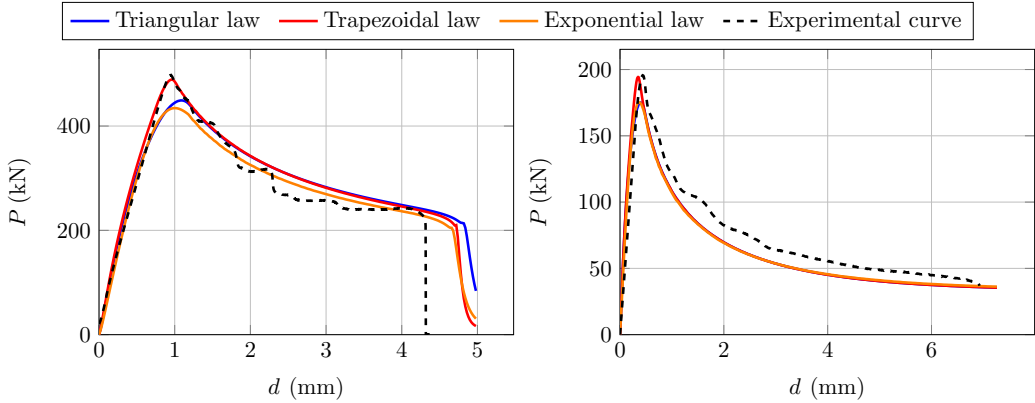 Triangular law Trapezoidal law Exponential law Experimental curve
400
200
0
P (kN)
0 1 2 3 4 5
d (mm)
200
150
100
50
0
P (kN)
0 2 4 6
d (mm)